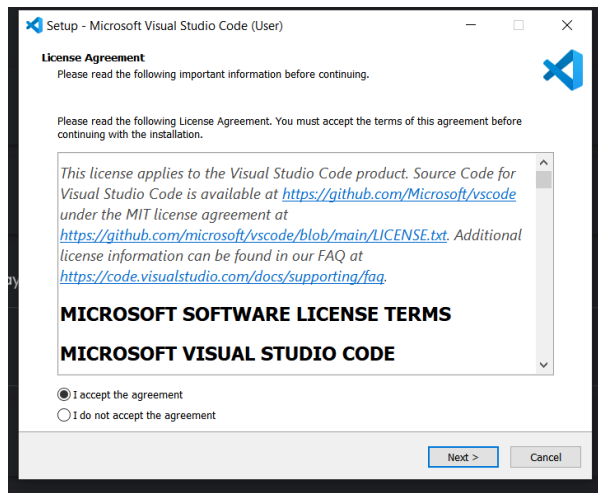 Setup - Microsoft Visual Studio Code (User)
License Agreement
Please read the following important information before continuing.
Please read the following License Agreement. You must accept the terms of this agreement before
continuing with the installation.
This license applies to the Visual Studio Code product. Source Code for
Visual Studio Code is available at https://github.com/Microsoft/vscode
under the MIT license agreement at
https://github.com/microsoft/vscode/blob/main/LICENSE.txt. Additional
license information can be found in our FAQ at
https://code.visualstudio.com/docs/supporting/faq.
MICROSOFT SOFTWARE LICENSE TERMS
MICROSOFT VISUAL STUDIO CODE
I accept the agreement
I do not accept the agreement
Next >
Cancel